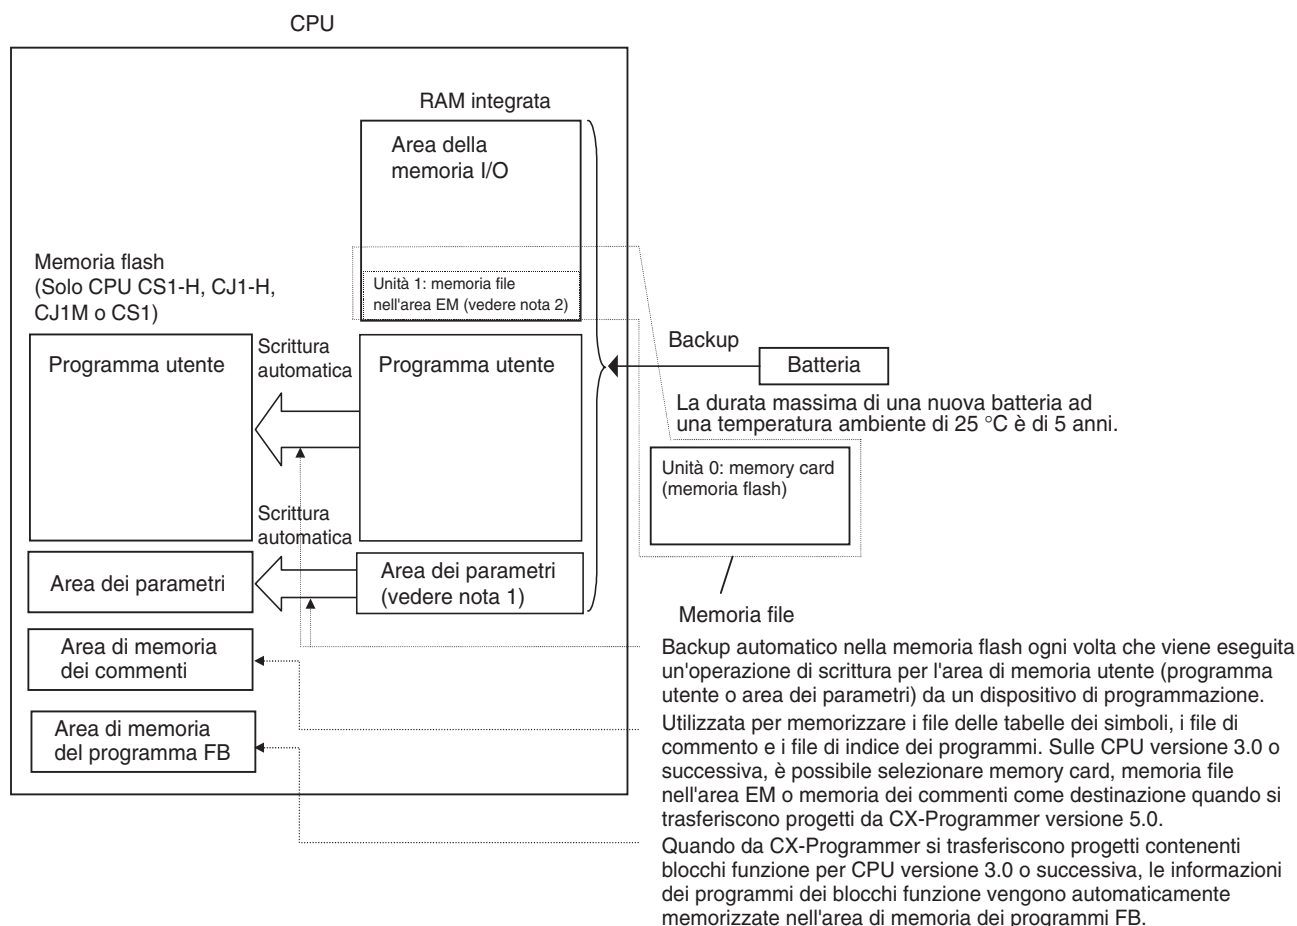 CPU
RAM integrata
Area della
memoria I/O
Unità 1: memoria file
nell'area EM (vedere nota 2)
Memoria flash
(Solo CPU CS1-H, CJ1-H,
CJ1M o CS1)
Programma utente
Scrittura
automatica
Programma utente
Backup
Batteria
La durata massima di una nuova batteria ad
una temperatura ambiente di 25 °C è di 5 anni.
Unità 0: memory card
(memoria flash)
Scrittura
automatica
Area dei parametri
Area dei parametri
(vedere nota 1)
Memoria file
Area di memoria
dei commenti
Area di memoria
del programma FB
Backup automatico nella memoria flash ogni volta che viene eseguita
un'operazione di scrittura per l'area di memoria utente (programma
utente o area dei parametri) da un dispositivo di programmazione.
Utilizzata per memorizzare i file delle tabelle dei simboli, i file di
commento e i file di indice dei programmi. Sulle CPU versione 3.0 o
successiva, è possibile selezionare memory card, memoria file
nell'area EM o memoria dei commenti come destinazione quando si
trasferiscono progetti da CX-Programmer versione 5.0.
Quando da CX-Programmer si trasferiscono progetti contenenti
blocchi funzione per CPU versione 3.0 o successiva, le informazioni
dei programmi dei blocchi funzione vengono automaticamente
memorizzate nell'area di memoria dei programmi FB.